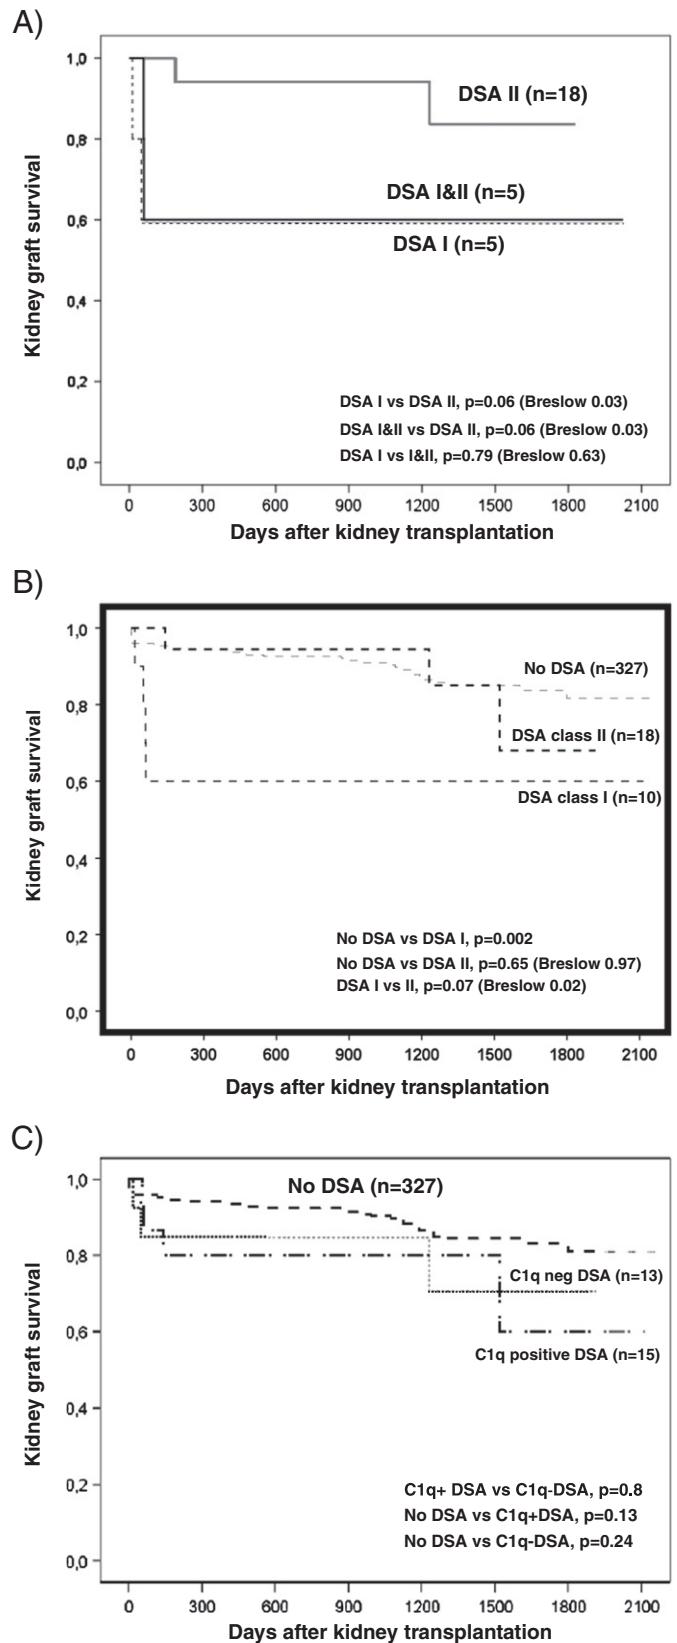 A)
1,0
0,8
0,6
0,4
0,2
0,0
Kidney graft survival
DSA II (n=18)
DSA I&II (n=5)
DSA I (n=5)
DSA I vs DSA II, p=0.06 (Breslow 0.03)
DSA I&II vs DSA II, p=0.06 (Breslow 0.03)
DSA I vs I&II, p=0.79 (Breslow 0.63)
0 300 600 900 1200 1500 1800 2100
Days after kidney transplantation
B)
1,0
0,8
0,6
0,4
0,2
0,0
Kidney graft survival
No DSA (n=327)
DSA class II (n=18)
DSA class I (n=10)
No DSA vs DSA I, p=0.002
No DSA vs DSA II, p=0.65 (Breslow 0.97)
DSA I vs II, p=0.07 (Breslow 0.02)
0 300 600 900 1200 1500 1800 2100
Days after kidney transplantation
C)
1,0
0,8
0,6
0,4
0,2
0,0
Kidney graft survival
No DSA (n=327)
C1q neg DSA (n=13)
C1q positive DSA (n=15)
C1q+ DSA vs C1q-DSA, p=0.8
No DSA vs C1q+DSA, p=0.13
No DSA vs C1q-DSA, p=0.24
0 300 600 900 1200 1500 1800 2100
Days after kidney transplantation